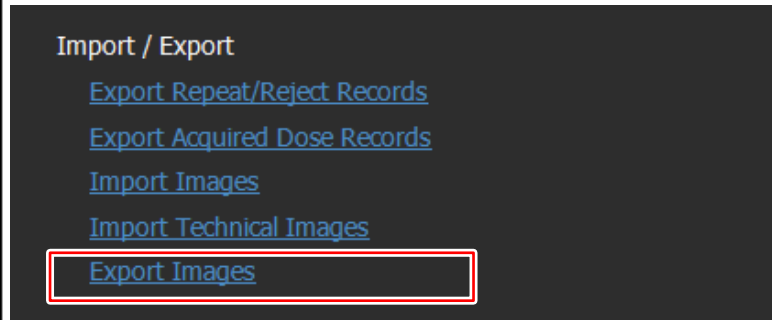 Import / Export
Export Repeat/Reject Records
Export Acquired Dose Records
Import Images
Import Technical Images
Export Images